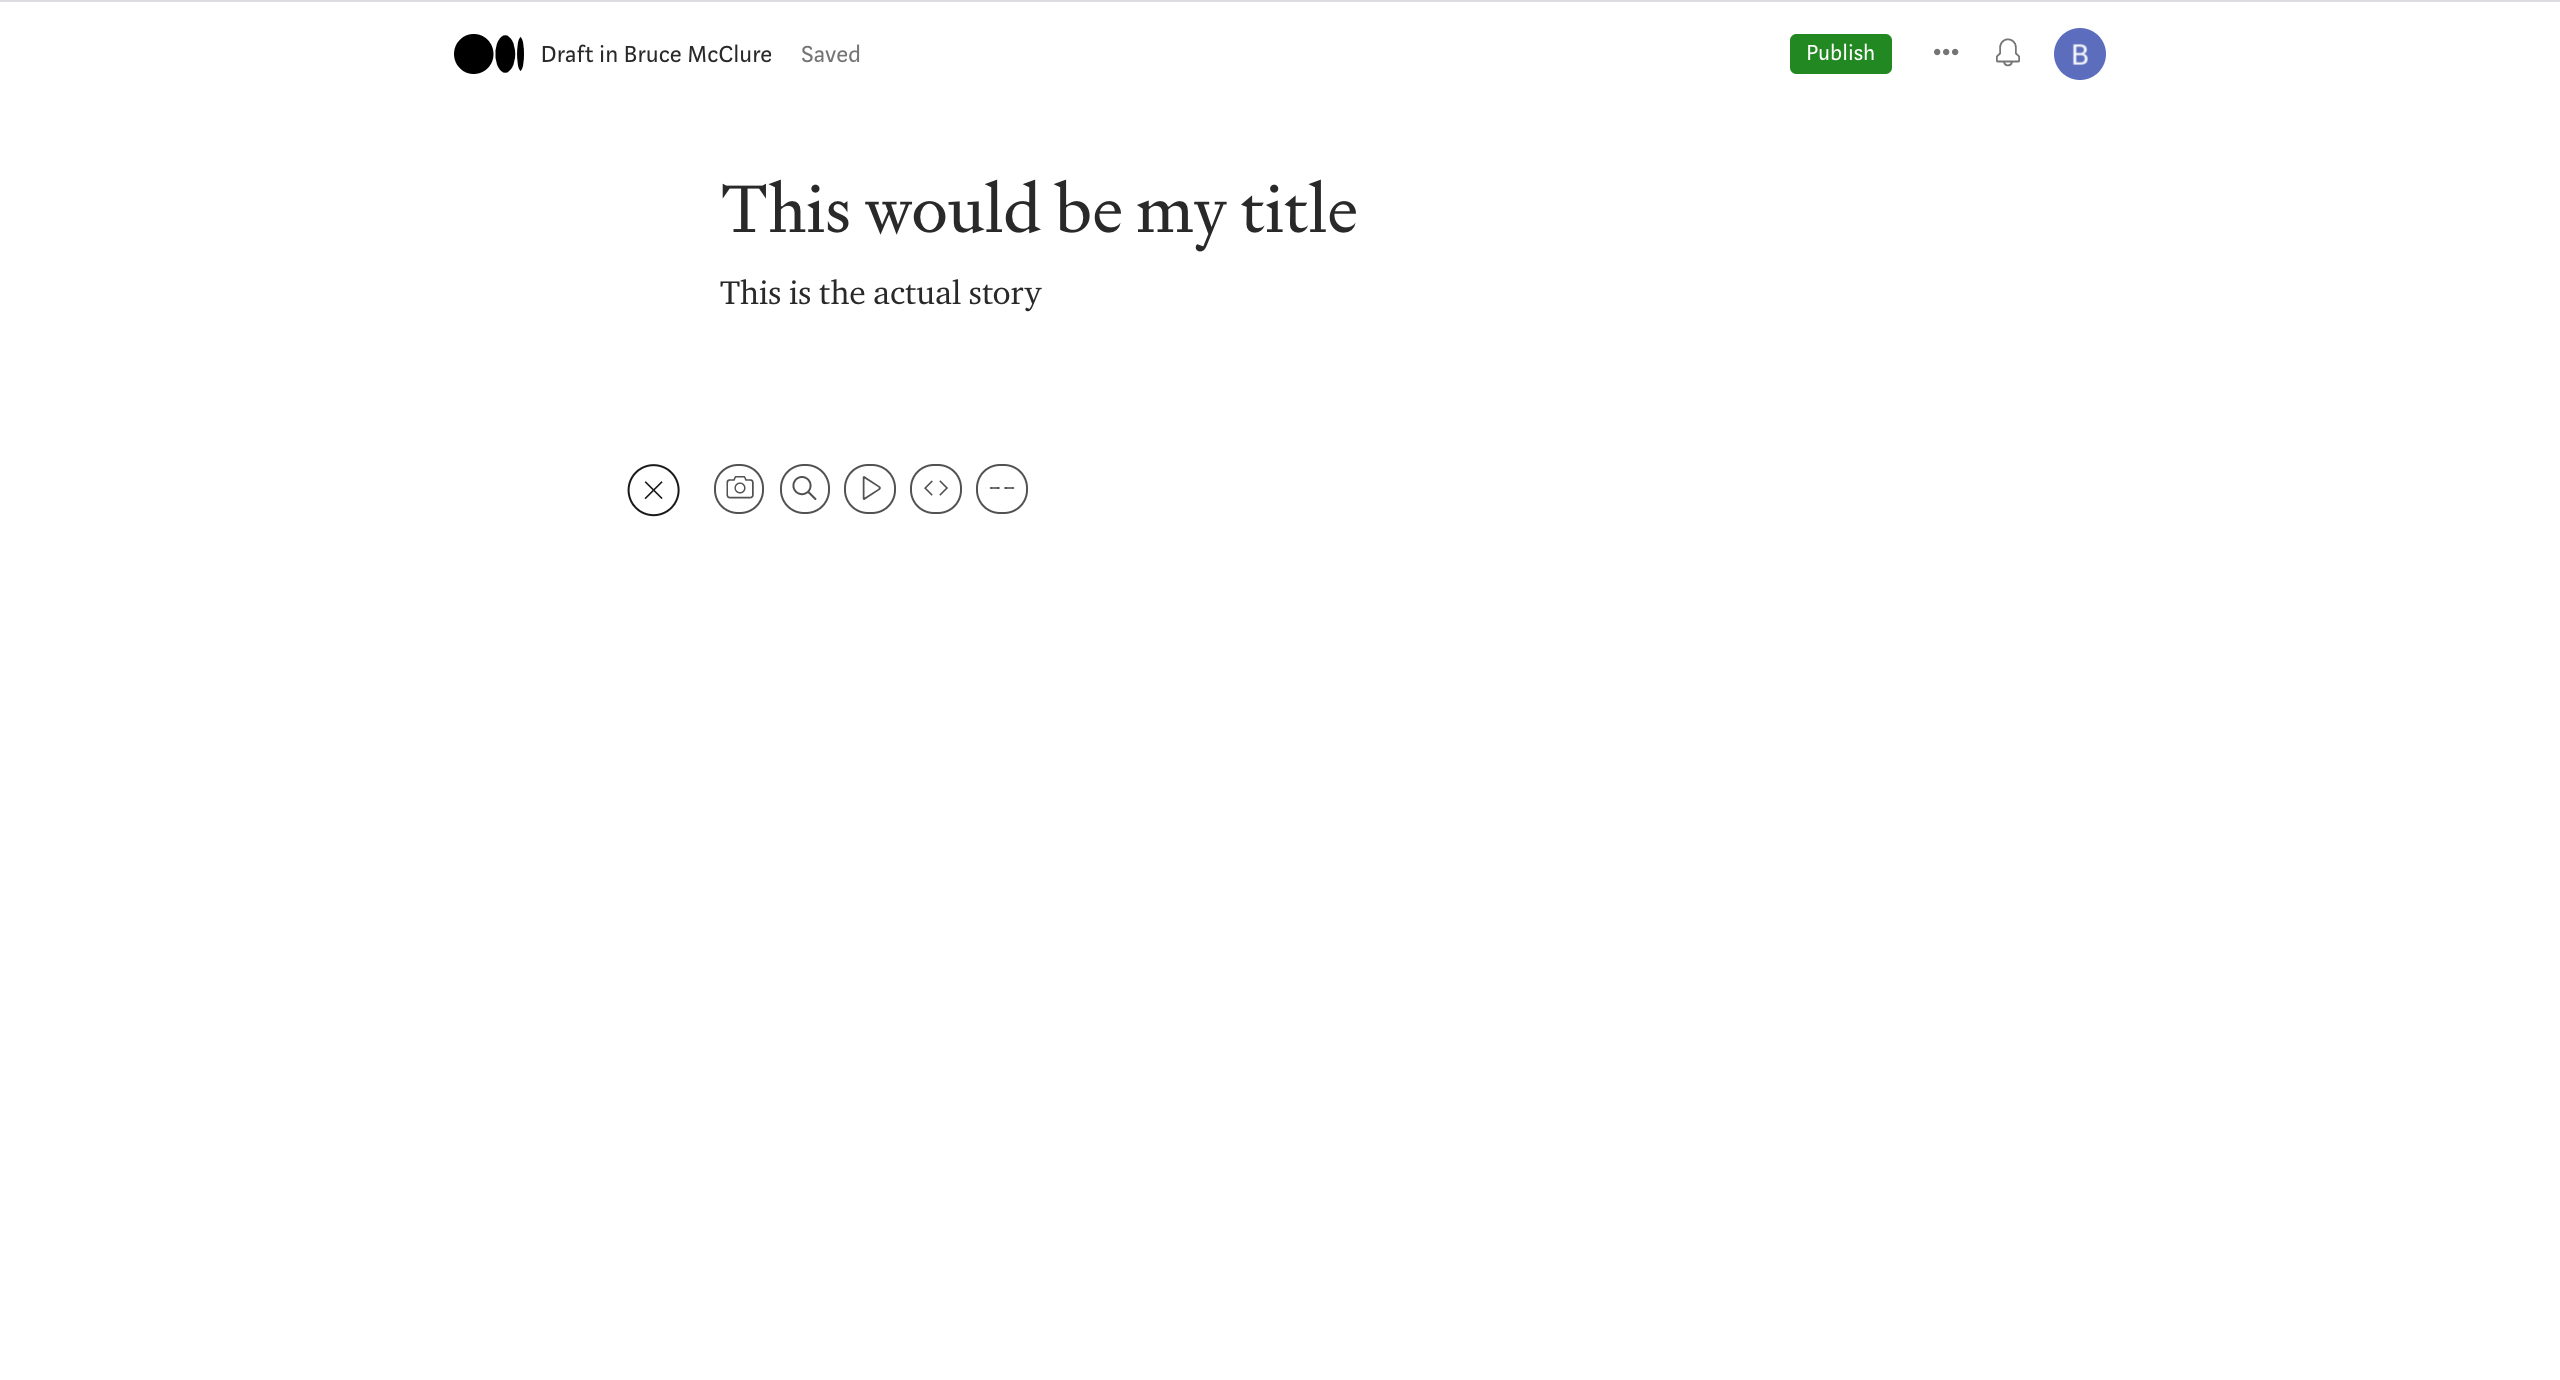 Draft in Bruce McClure Saved Publish B
This would be my title
This is the actual story